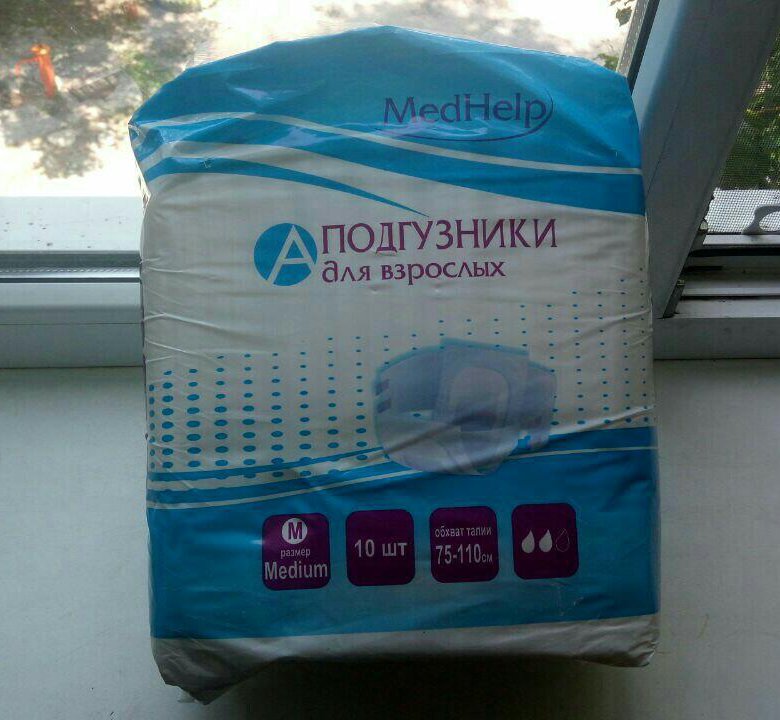 MedHelp
А ПОДГУЗНИКИ
для взрослых
М
размер
Medium
10 шт
обхват талии
75-110см